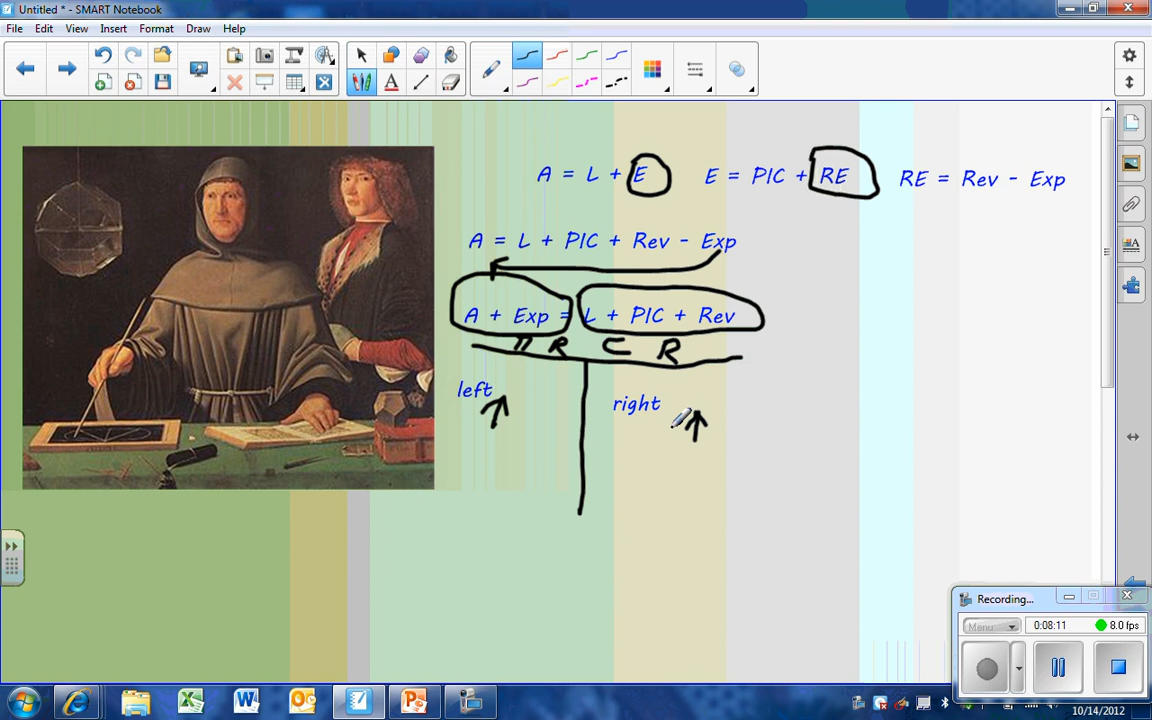 Untitled * - SMART Notebook
File Edit View Insert Format Draw Help
A = L + E E = PIC + RE RE = Rev - Exp
A = L + PIC + Rev - Exp
A + Exp = L + PIC + Rev
R C R
left
right
Recording...
Menu 0:08:11 8.0 fps
10/14/2012